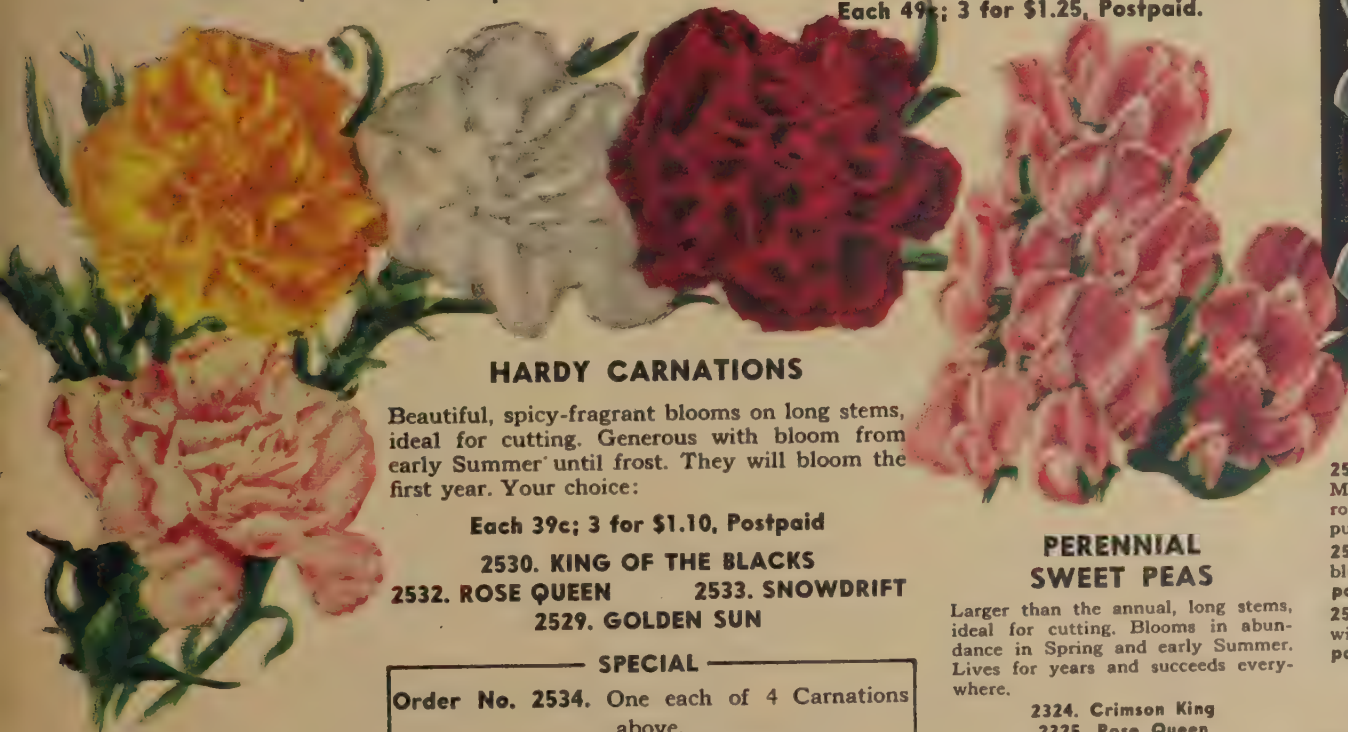 Each 49c; 3 for $1.25, Postpaid.
HARDY CARNATIONS
Beautiful, spicy-fragrant blooms on long stems,
ideal for cutting. Generous with bloom from
early Summer until frost. They will bloom the
first year. Your choice:
Each 39c; 3 for $1.10, Postpaid
2530. KING OF THE BLACKS
2532. ROSE QUEEN 2533. SNOWDRIFT
2529. GOLDEN SUN
SPECIAL
Order No. 2534. One each of 4 Carnations
above
PERENNIAL
SWEET PEAS
Larger than the annual, long stems,
ideal for cutting. Blooms in abun-
dance in Spring and early Summer.
Lives for years and succeeds every-
where.
2324. Crimson King
2325. Rose Queen